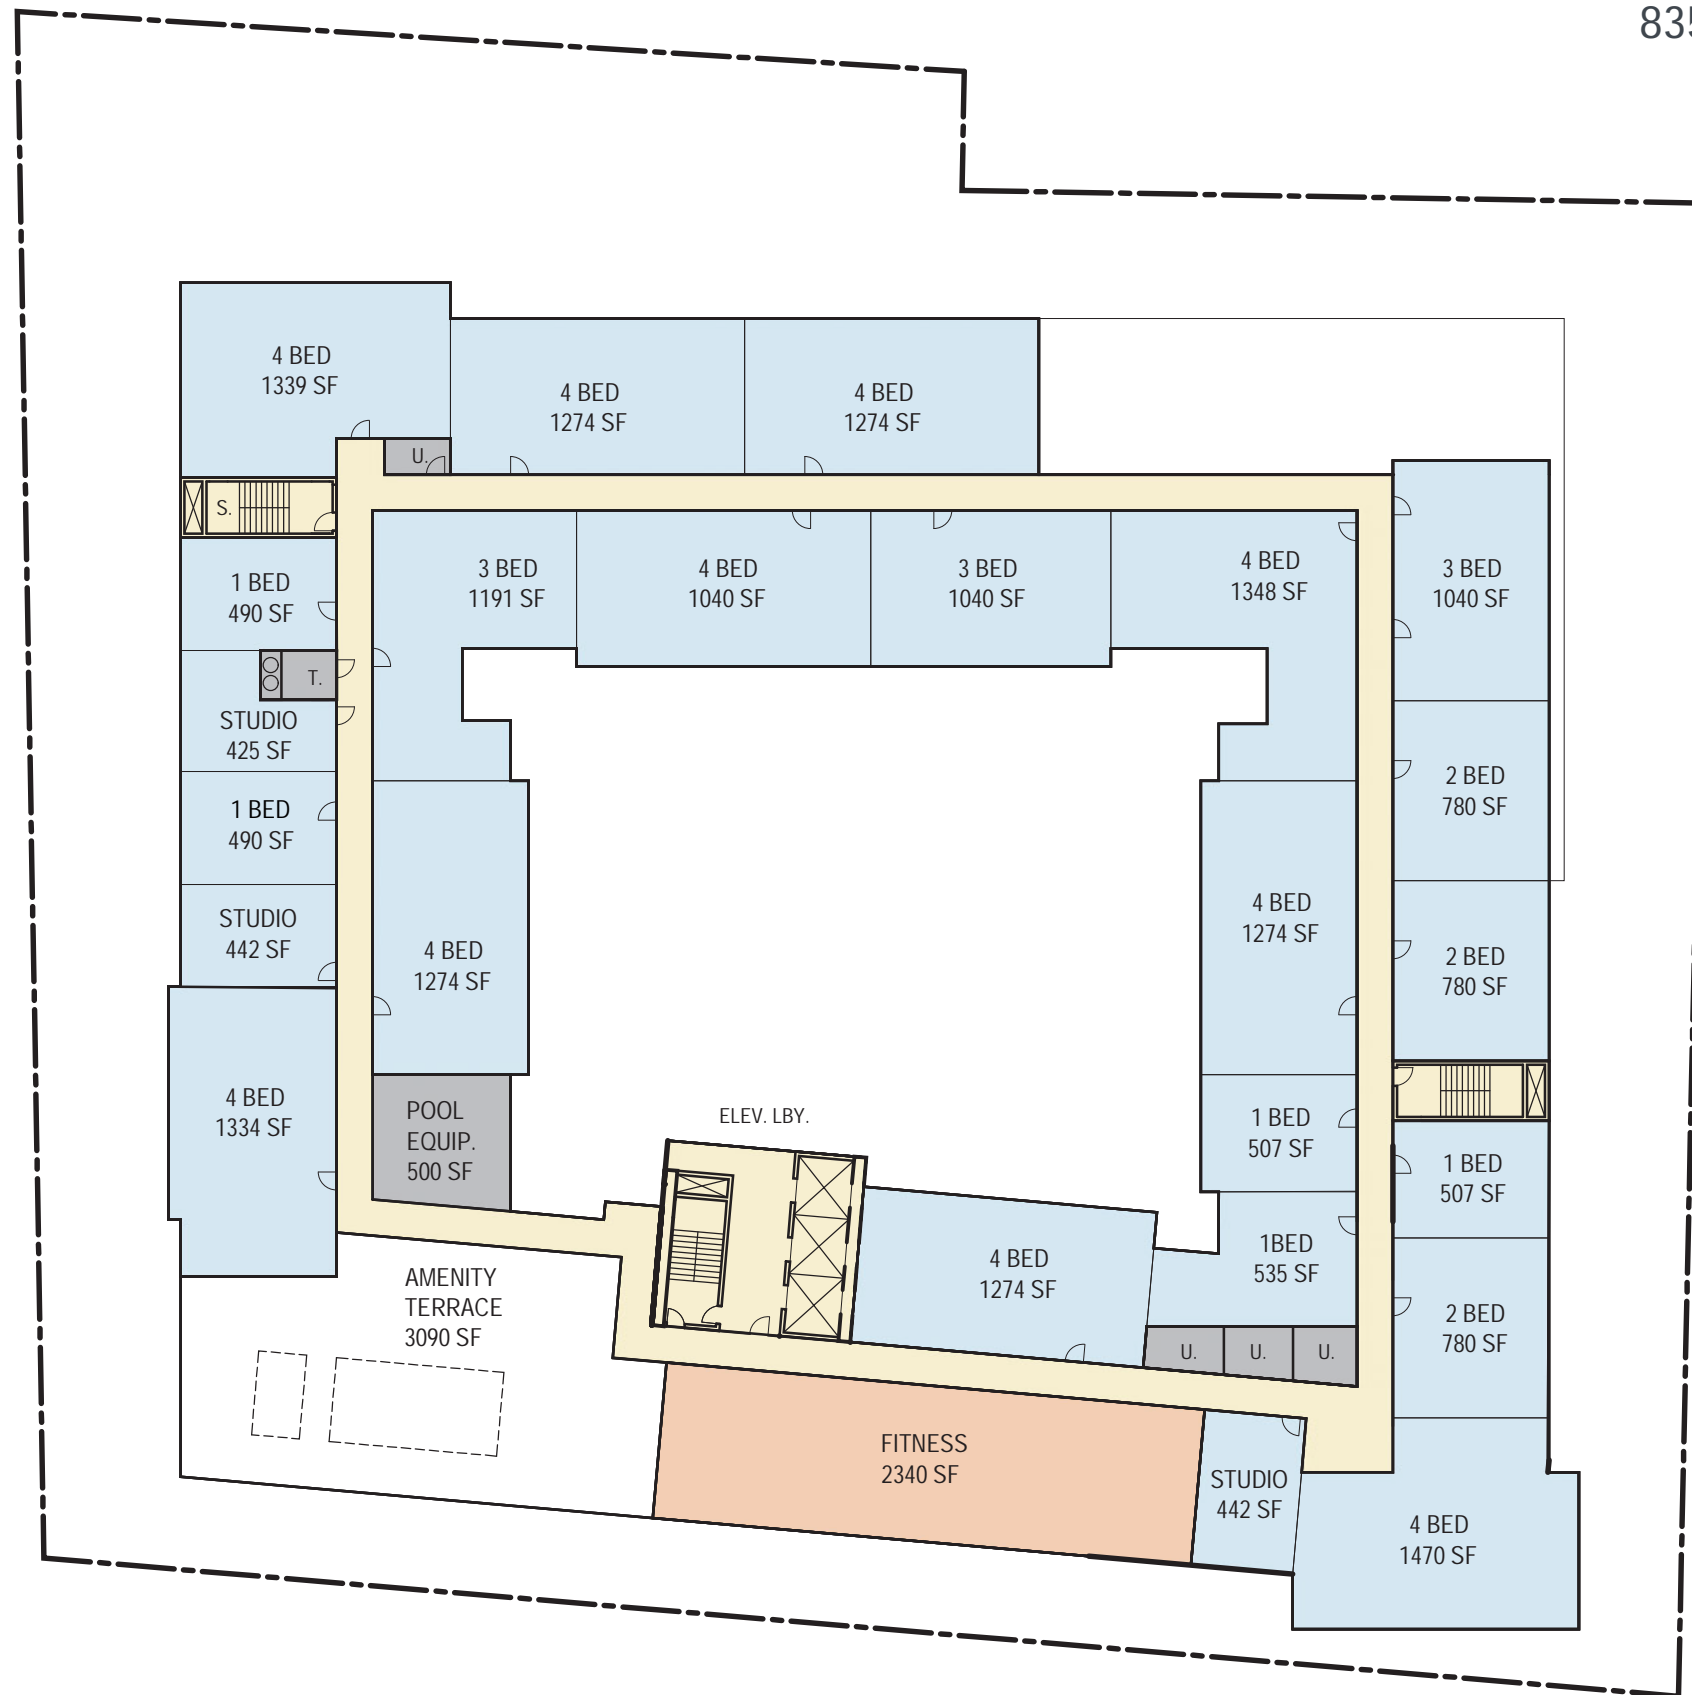 835
4 BED
1339 SF
4 BED
1274 SF
4 BED
1274 SF
U.
S.
1 BED
490 SF
3 BED
1191 SF
4 BED
1040 SF
3 BED
1040 SF
4 BED
1348 SF
3 BED
1040 SF
T.
STUDIO
425 SF
1 BED
490 SF
2 BED
780 SF
STUDIO
442 SF
4 BED
1274 SF
4 BED
1274 SF
2 BED
780 SF
4 BED
1334 SF
POOL
EQUIP.
500 SF
ELEV. LBY.
1 BED
507 SF
1 BED
507 SF
AMENITY
TERRACE
3090 SF
4 BED
1274 SF
1BED
535 SF
2 BED
780 SF
U.
U.
U.
FITNESS
2340 SF
STUDIO
442 SF
4 BED
1470 SF